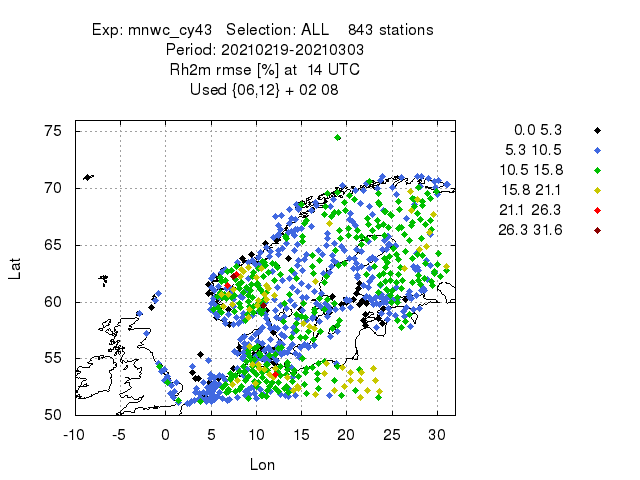 Exp: mnwc_cy43 Selection: ALL 843 stations
Period: 20210219-20210303
Rh2m rmse [%] at 14 UTC
Used {06,12} + 02 08
0.0 5.3
5.3 10.5
10.5 15.8
15.8 21.1
21.1 26.3
26.3 31.6
75
70
65
60
55
50
Lat
-10 -5 0 5 10 15 20 25 30
Lon